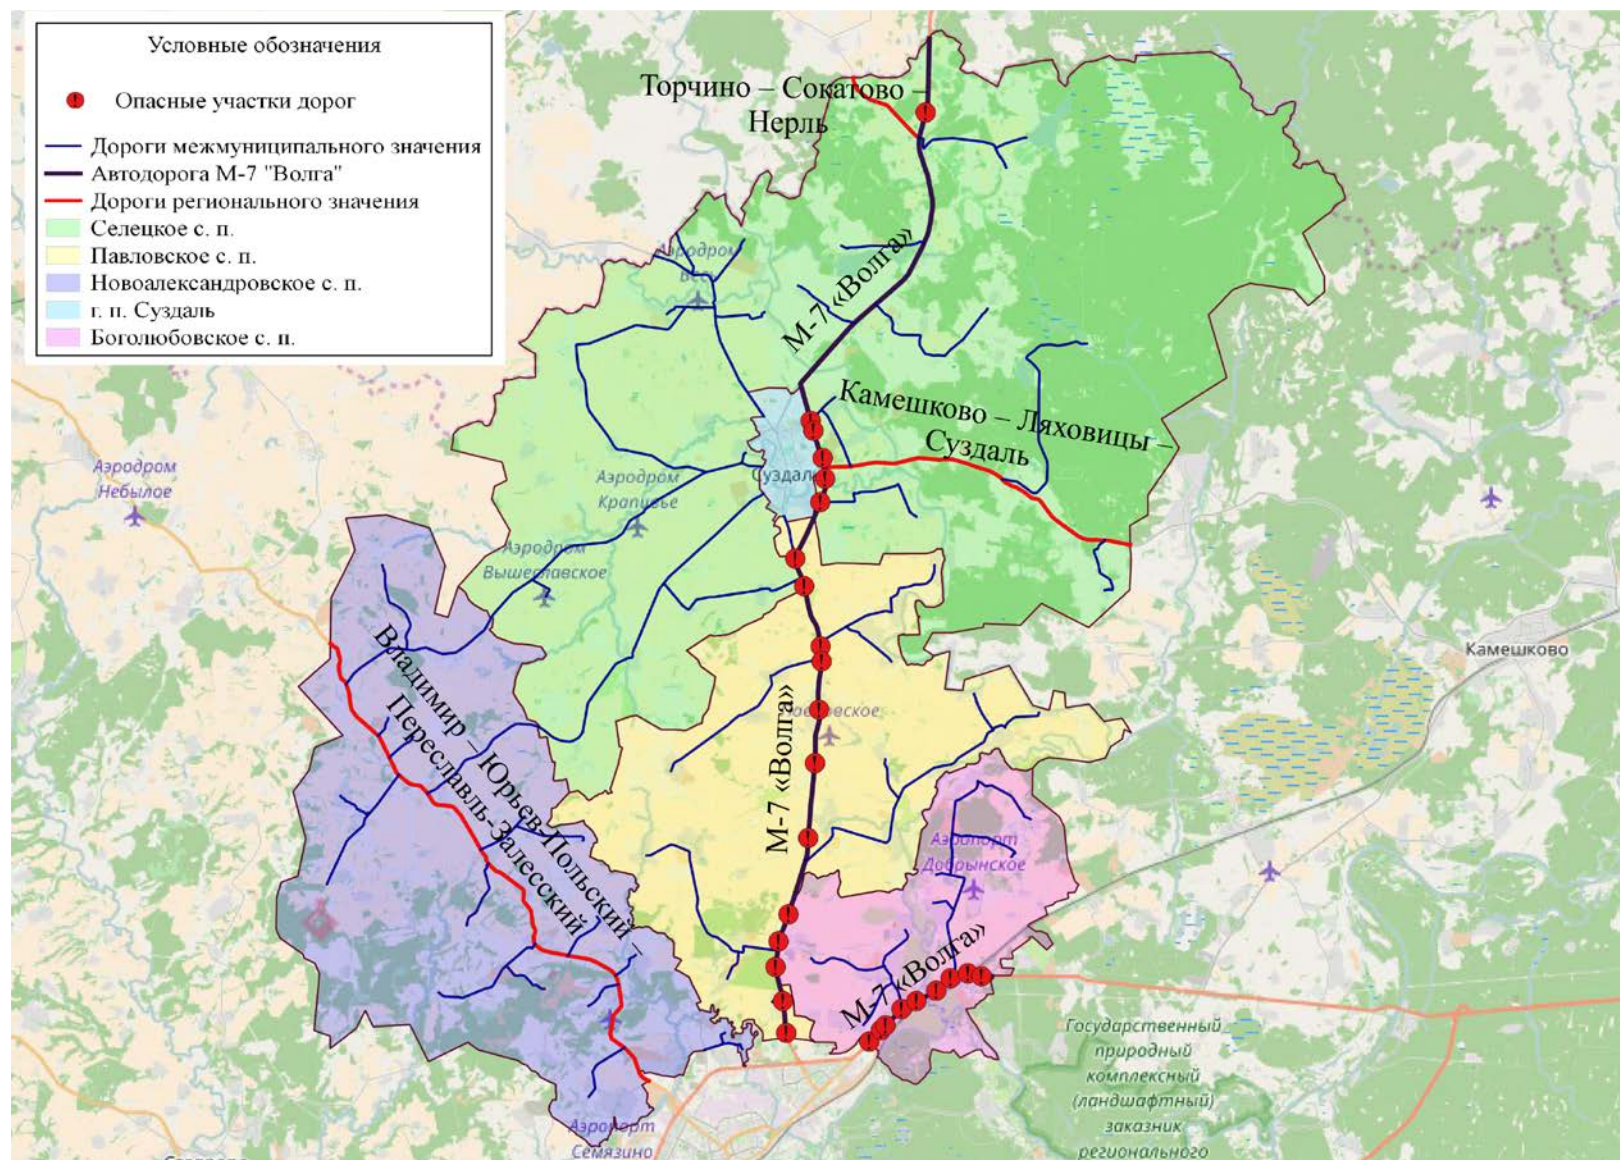 Условные обозначения
Опасные участки дорог
Дороги межмуниципального значения
Автодорога М-7 "Волга"
Дороги регионального значения
Селецкое с. п.
Павловское с. п.
Новоалександровское с. п.
г. п. Суздаль
Боголюбовское с. п.
Торчино – Сокатово –
Нерль
Аэродром
М-7 «Волга»
Камешково – Ляховицы –
Суздаль
Аэродром
Небылое
Аэродром
Крапивье
Суздаль
Аэродром
Вышеславское
Камешково
Владимир – Юрьев-Польский –
Переславль-Залесский
М-7 «Волга»
Аэропорт
Добрынское
М-7 «Волга»
Государственный
природный
комплексный
(ландшафтный)
заказник
регионального
Аэропорт
Семязино